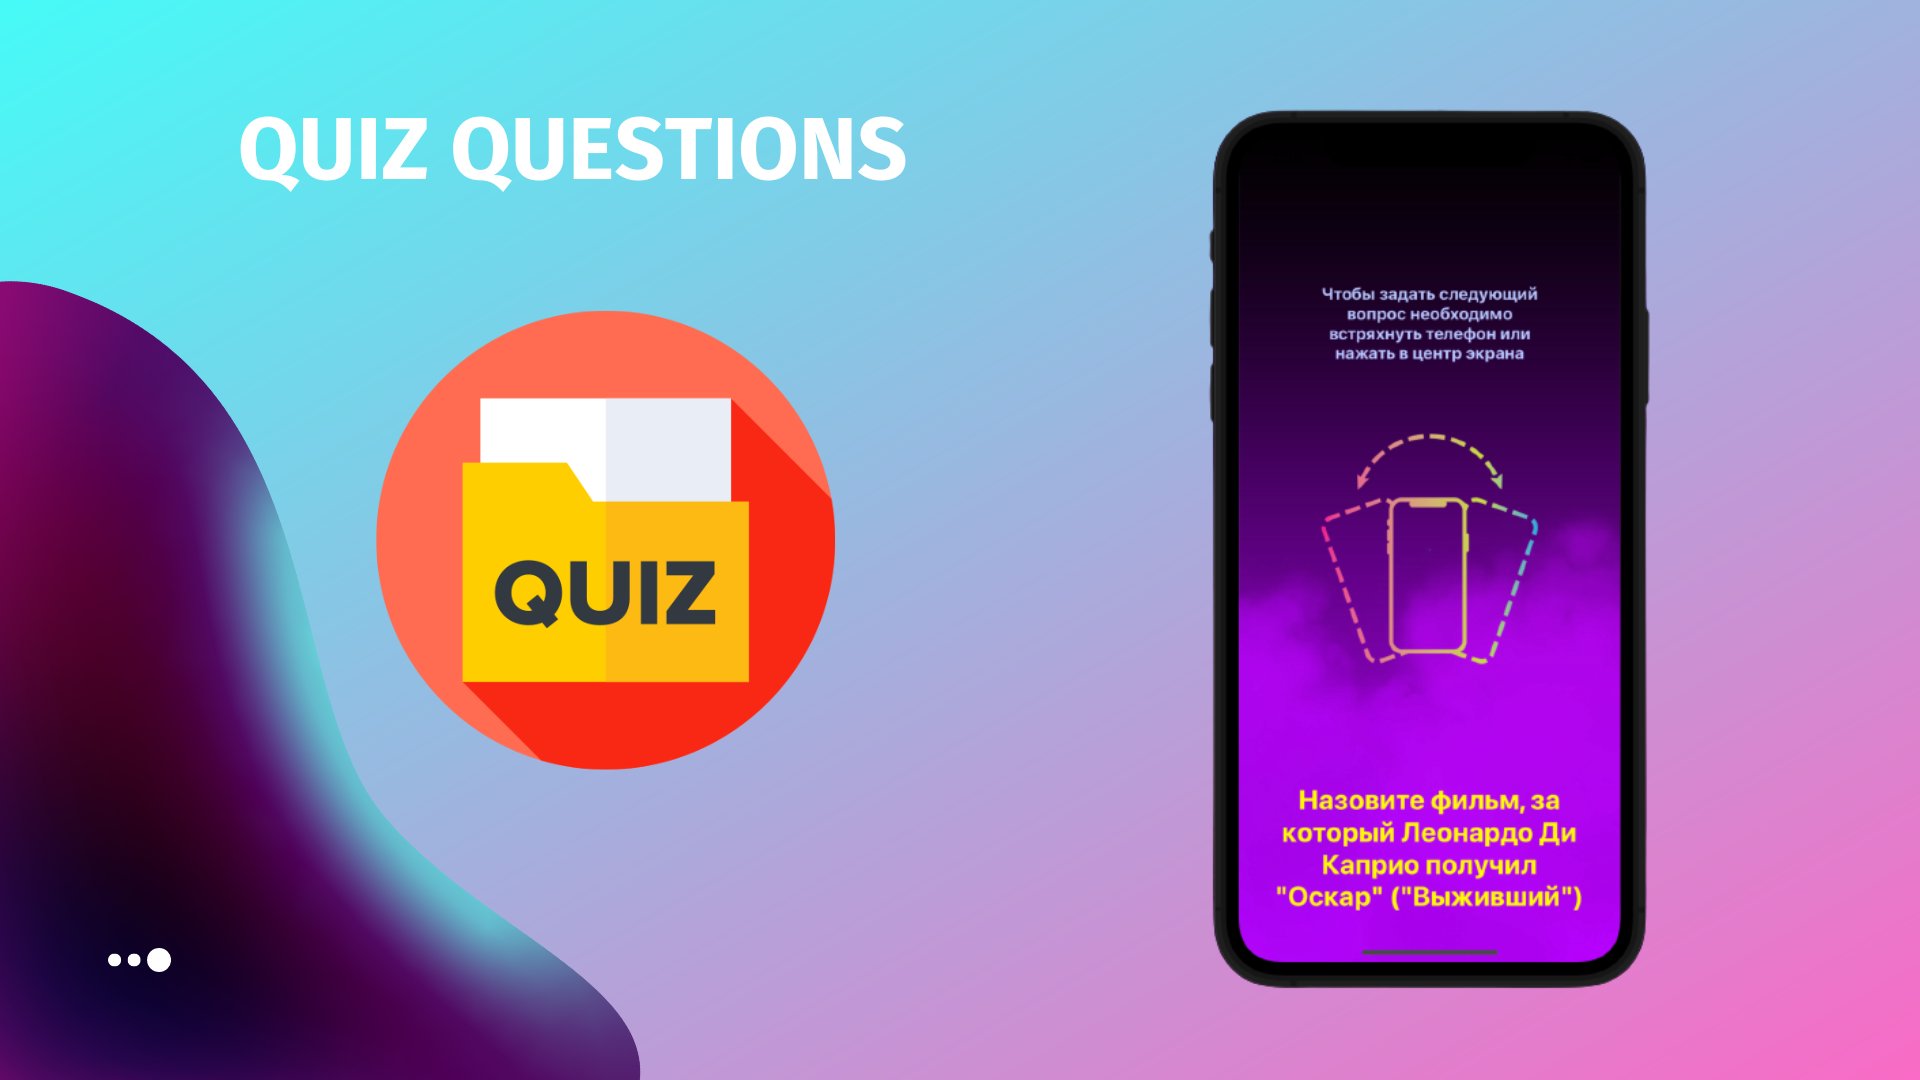 QUIZ QUESTIONS
QUIZ
Чтобы задать следующий
вопрос необходимо
встряхнуть телефон или
нажать в центр экрана
Назовите фильм, за
который Леонардо Ди
Каприо получил
"Оскар" ("Выживший")